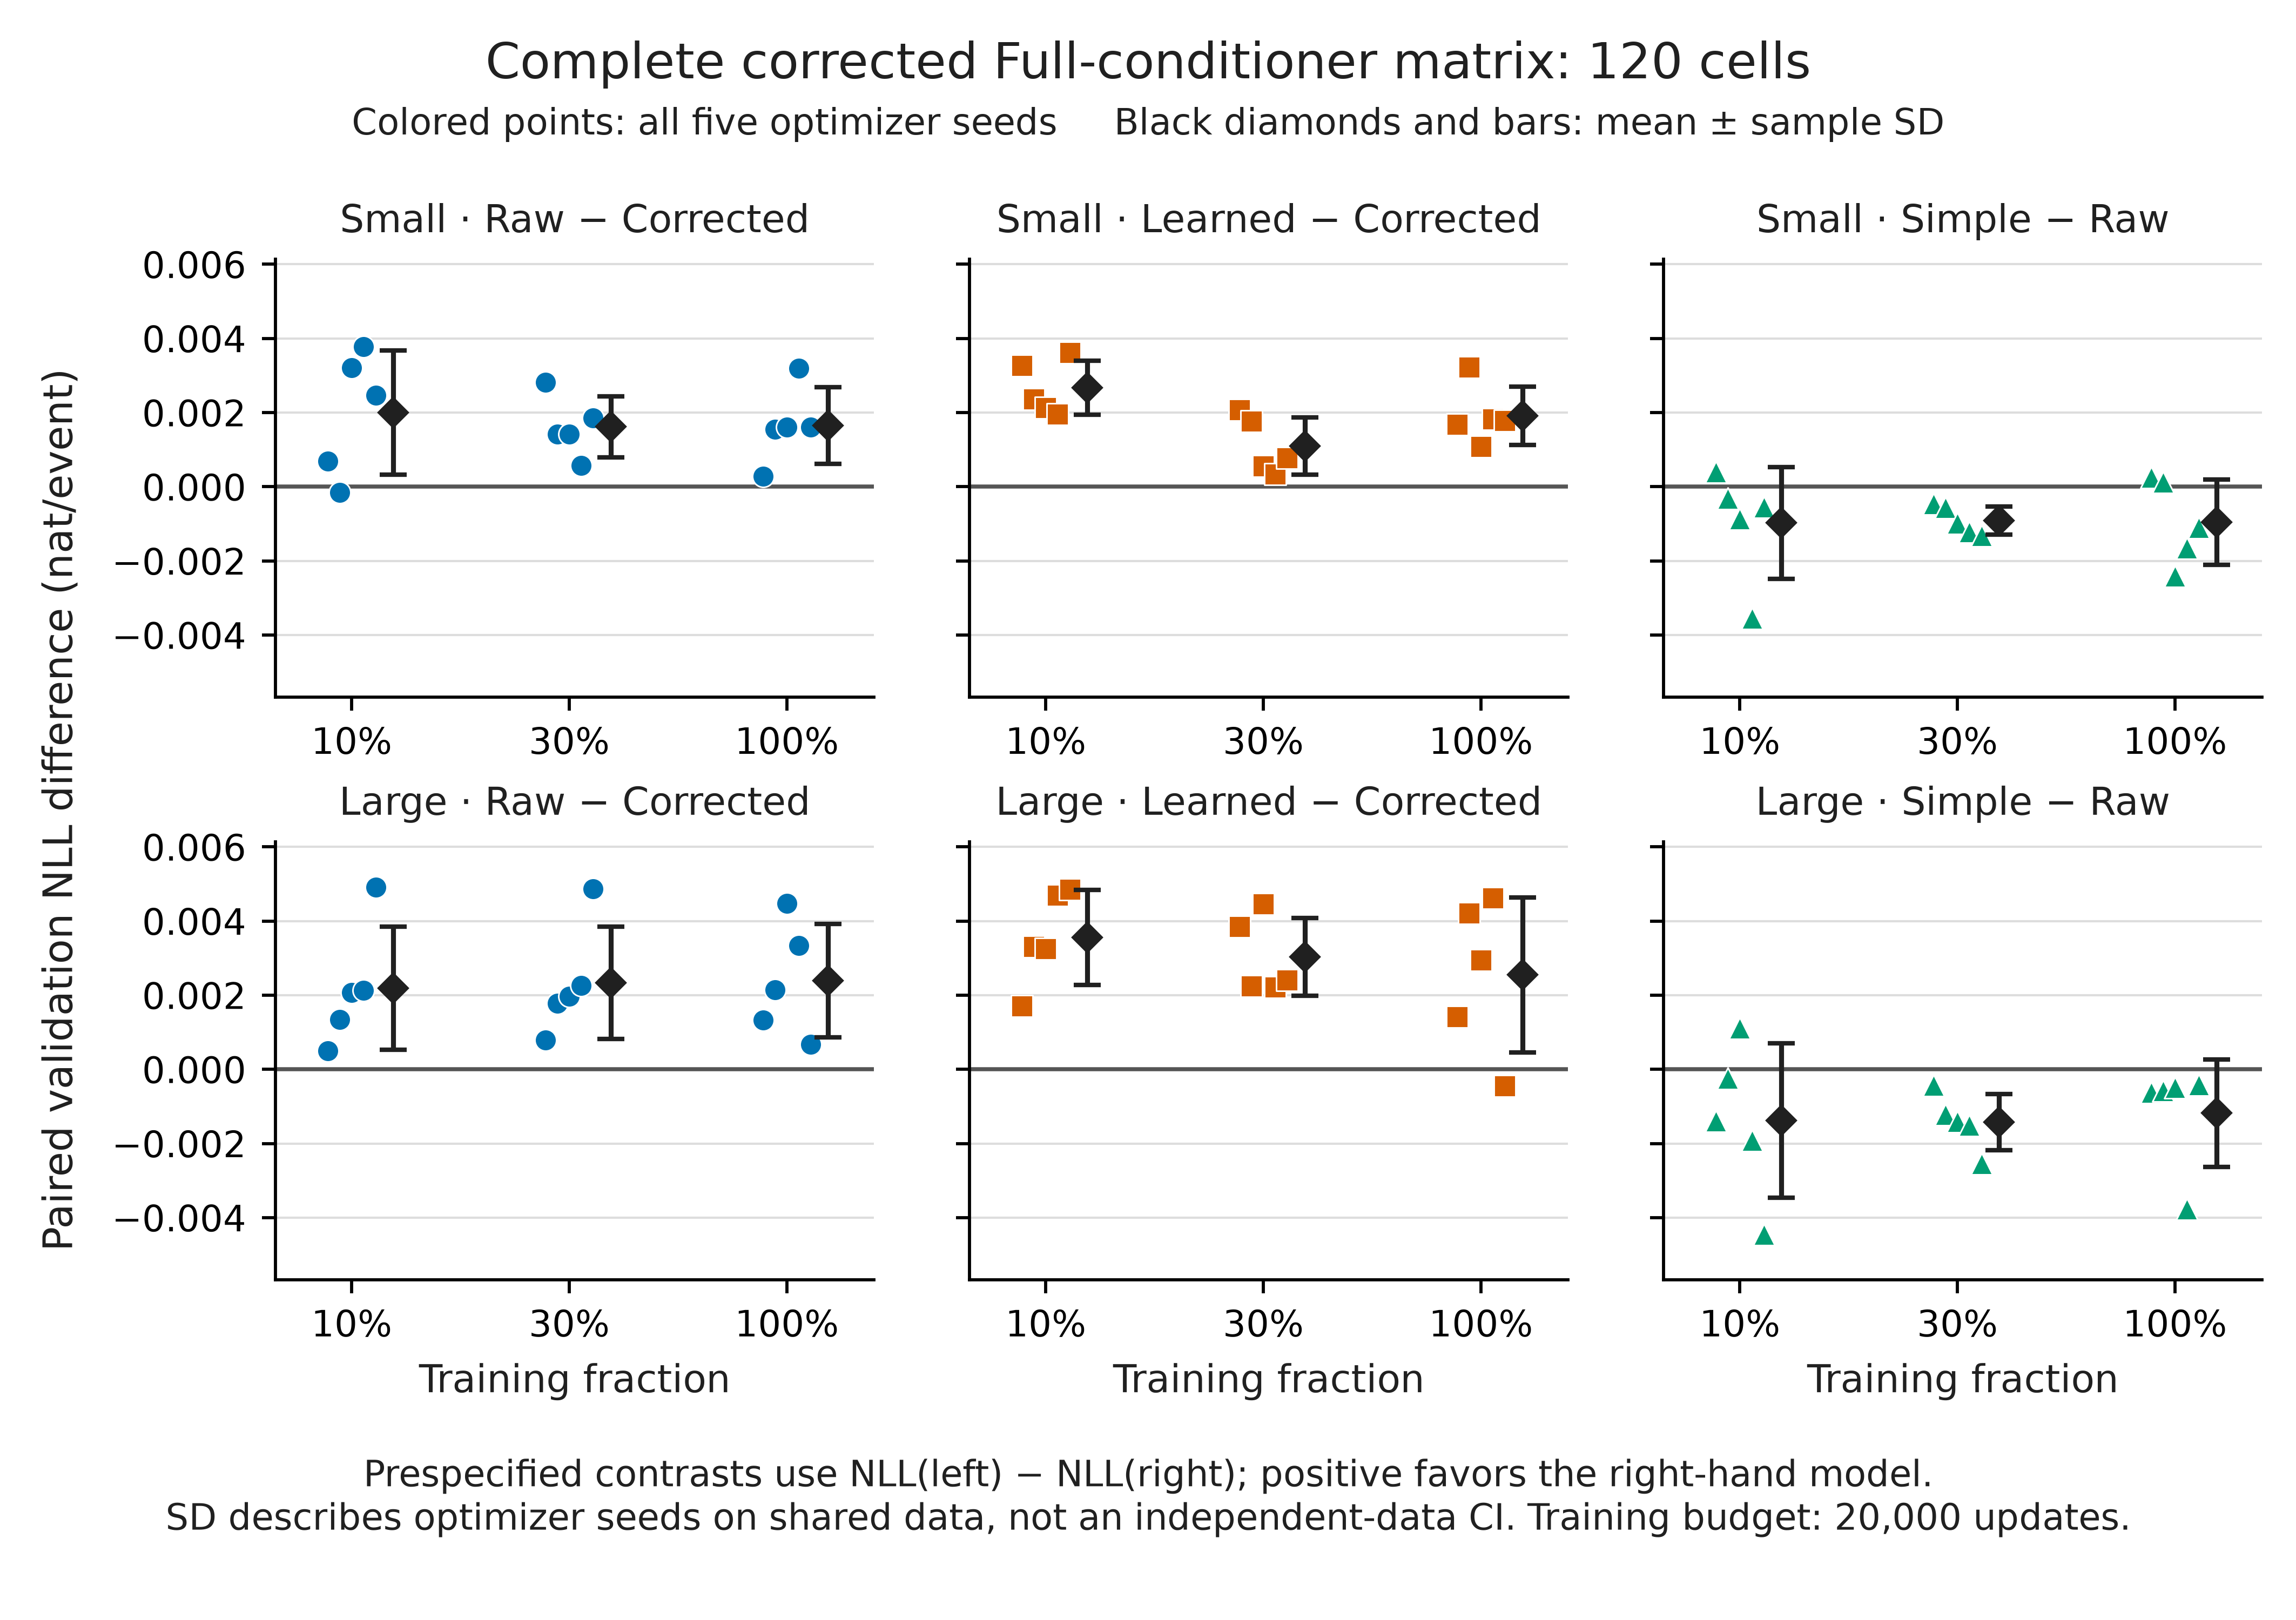 Complete corrected Full-conditioner matrix: 120 cells
Colored points: all five optimizer seeds Black diamonds and bars: mean ± sample SD
Paired validation NLL difference (nat/event)
Small · Raw − Corrected
0.006
0.004
0.002
0.000
−0.002
−0.004
10% 30% 100%
Small · Learned − Corrected
10% 30% 100%
Small · Simple − Raw
10% 30% 100%
Large · Raw − Corrected
0.006
0.004
0.002
0.000
−0.002
−0.004
10% 30% 100%
Training fraction
Large · Learned − Corrected
10% 30% 100%
Training fraction
Large · Simple − Raw
10% 30% 100%
Training fraction
Prespecified contrasts use NLL(left) − NLL(right); positive favors the right-hand model.
SD describes optimizer seeds on shared data, not an independent-data CI. Training budget: 20,000 updates.